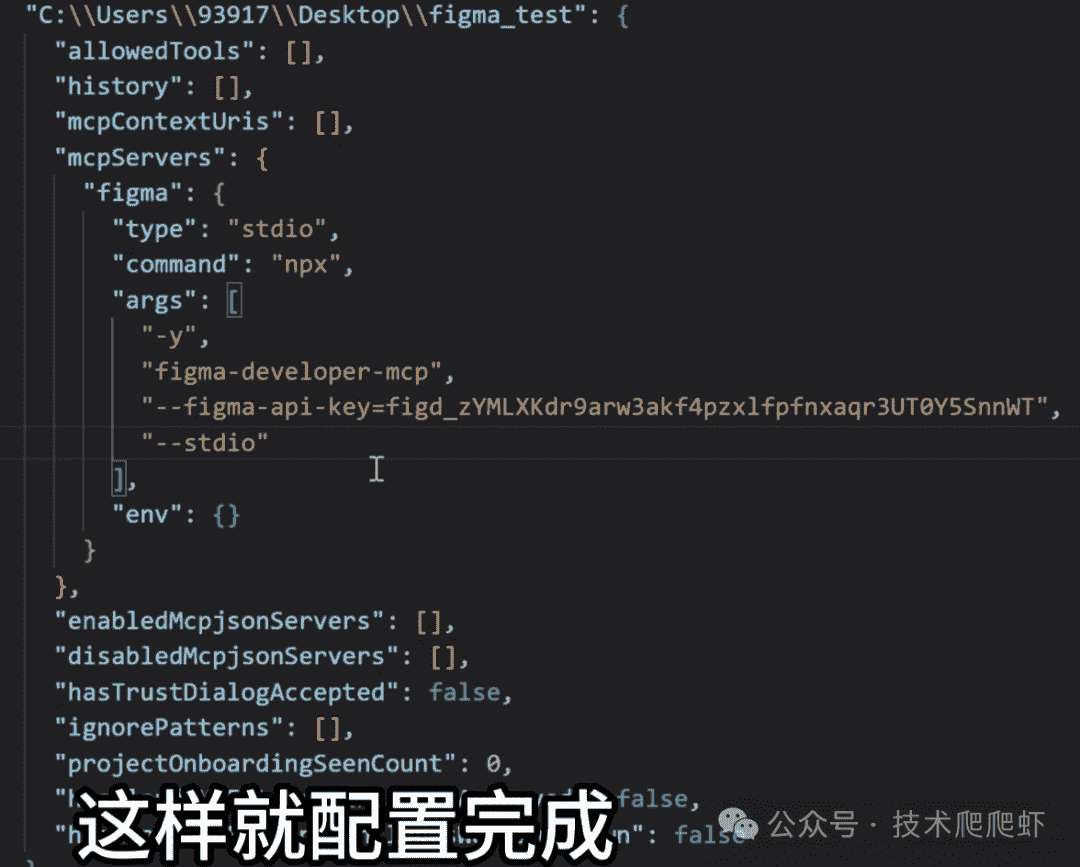 "C:\\Users\\93917\\Desktop\\figma_test": {
"allowedTools": [],
"history": [],
"mcpContextUris": [],
"mcpServers": {
"figma": {
"type": "stdio",
"command": "npx",
"args": [
"-y",
"figma-developer-mcp",
"--figma-api-key=figd_zYMLXKdr9arw3akf4pzxlfpfnxaqr3UT0Y5SnnWT",
"--stdio"
],
"env": {}
}
},
"enabledMcpjsonServers": [],
"disabledMcpjsonServers": [],
"hasTrustDialogAccepted": false,
"ignorePatterns": [],
"projectOnboardingSeenCount": 0,
false,
false
这样就配置完成
公众号 · 技术爬爬虾